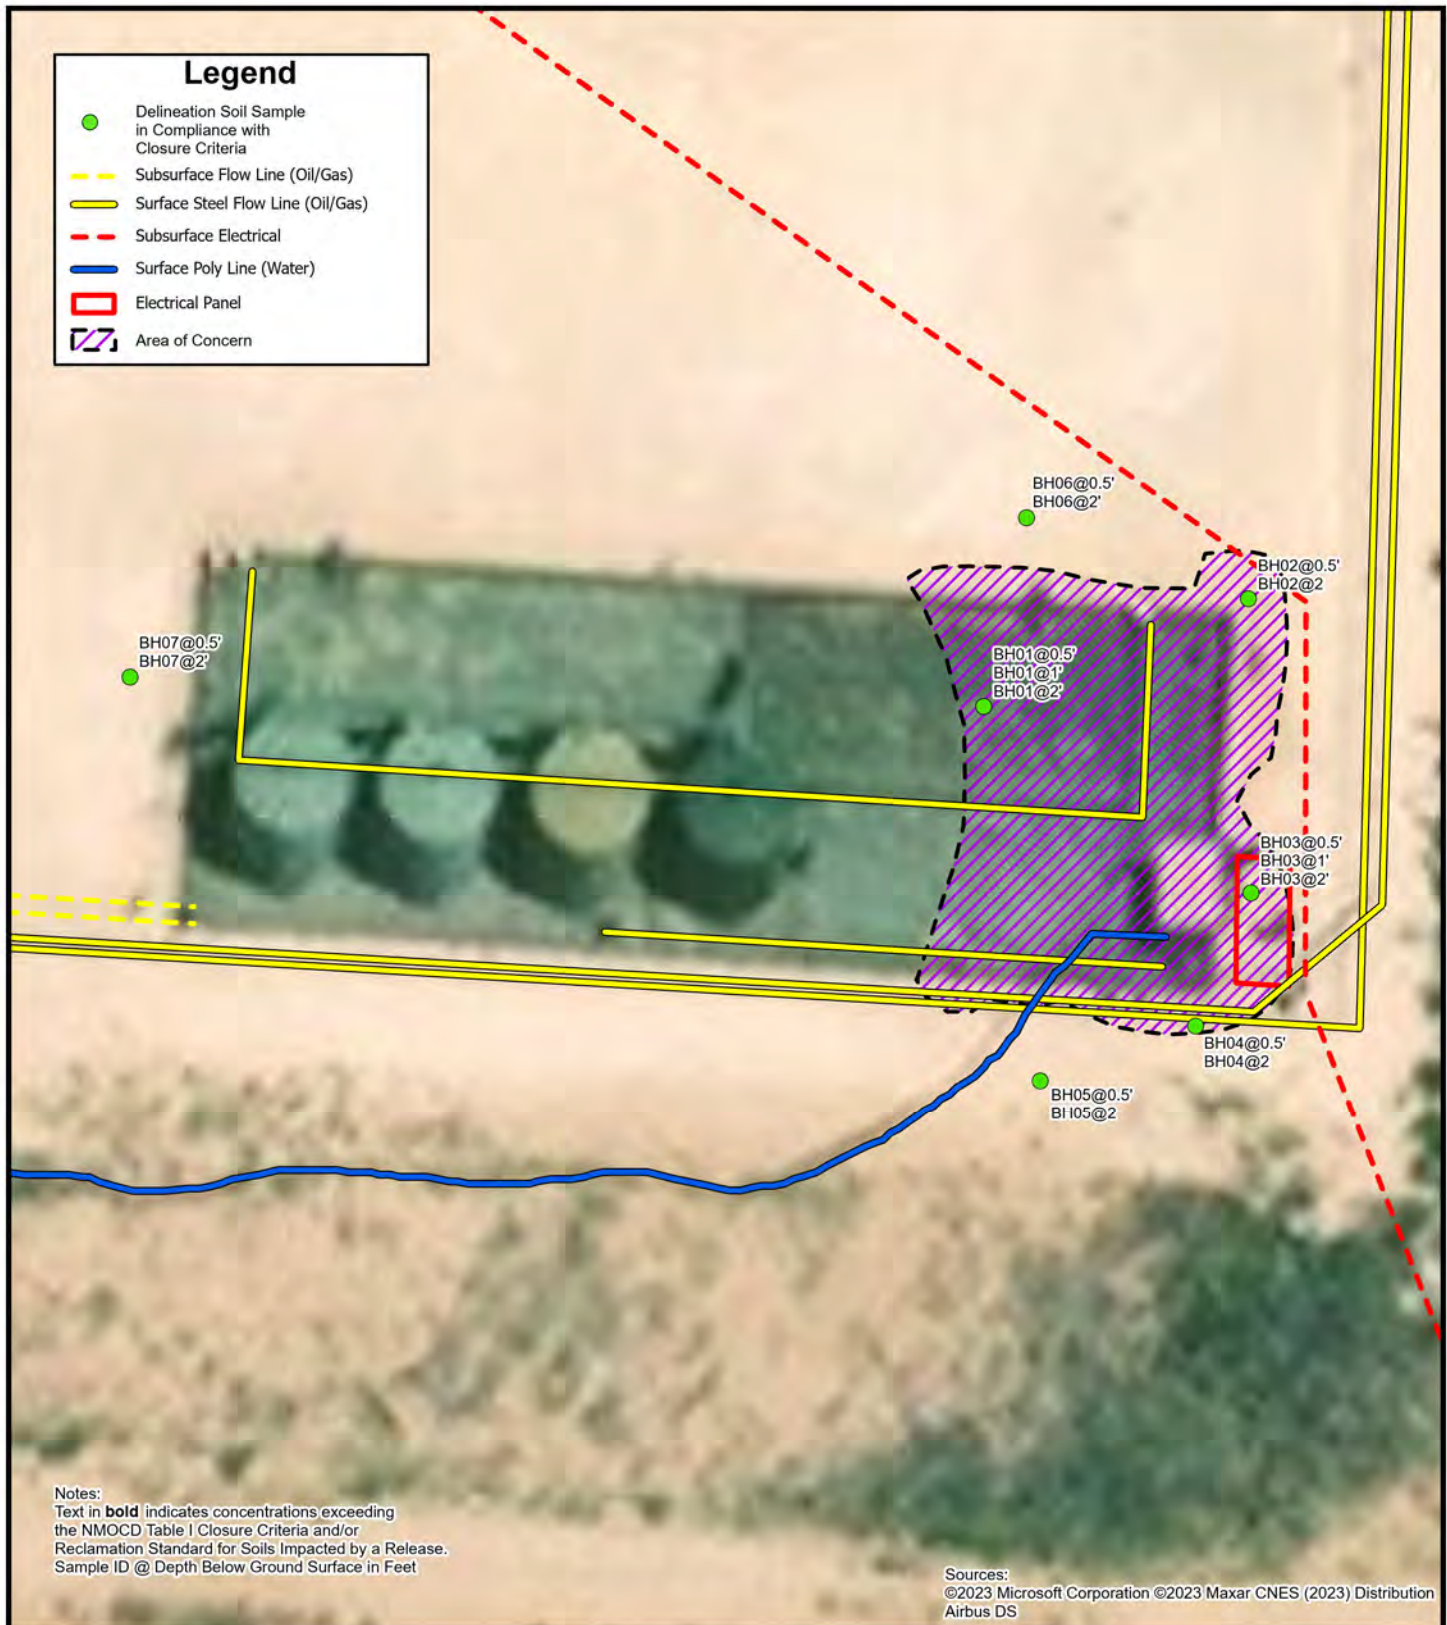 Legend
Delineation Soil Sample
in Compliance with
Closure Criteria
Subsurface Flow Line (Oil/Gas)
Surface Steel Flow Line (Oil/Gas)
Subsurface Electrical
Surface Poly Line (Water)
Electrical Panel
Area of Concern
BH06@0.5'
BH06@2'
BH02@0.5'
BH02@2
BH07@0.5'
BH07@2'
BH01@0.5'
BH01@1'
BH01@2'
BH03@0.5'
BH03@1'
BH03@2'
BH04@0.5'
BH04@2
BH05@0.5'
BH05@2
Notes:
Text in bold indicates concentrations exceeding
the NMOCD Table I Closure Criteria and/or
Reclamation Standard for Soils Impacted by a Release.
Sample ID @ Depth Below Ground Surface in Feet
Sources:
©2023 Microsoft Corporation ©2023 Maxar CNES (2023) Distribution
Airbus DS